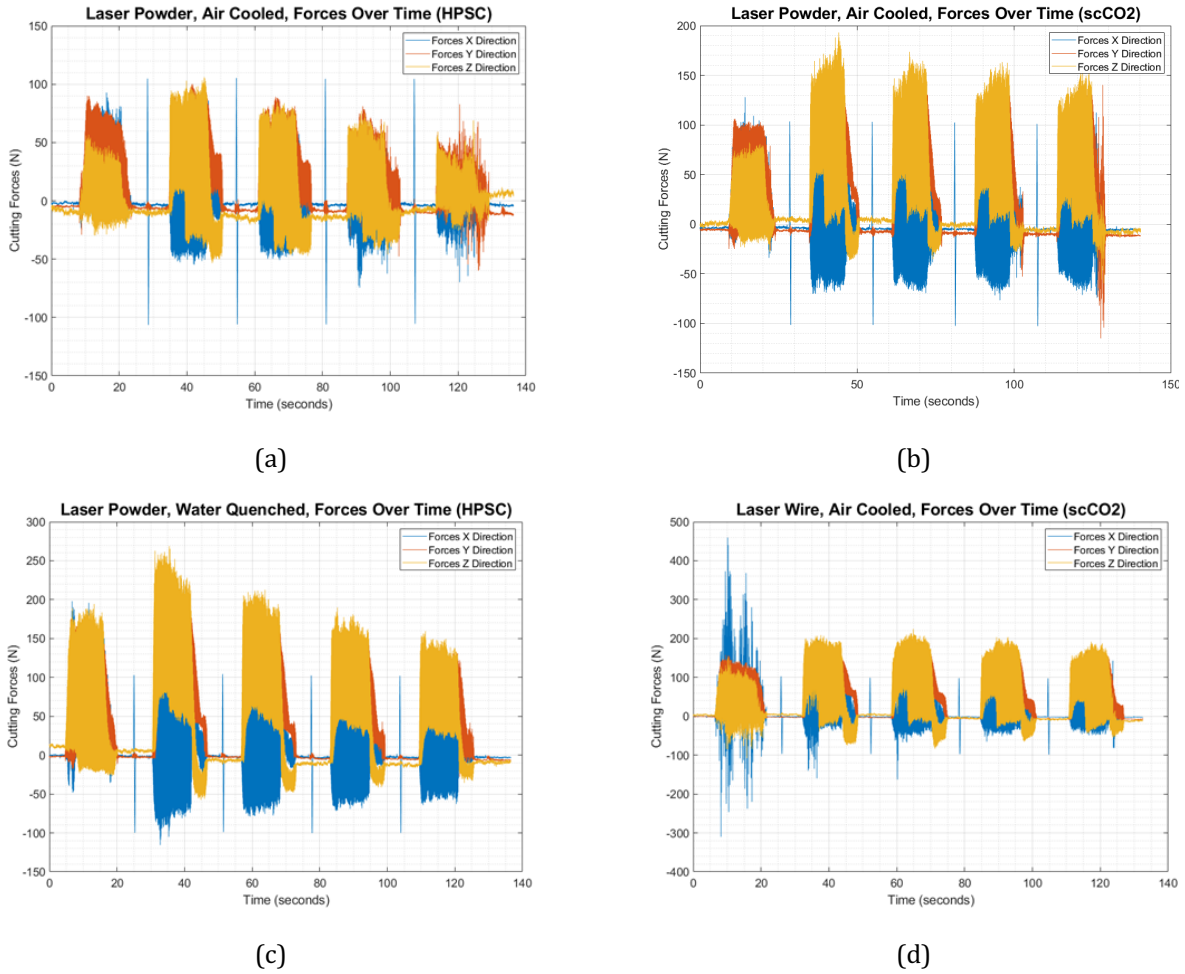 Laser Powder, Air Cooled, Forces Over Time (HPSC)
150
100
50
0
-50
-100
-150
Cutting Forces (N)
Forces X Direction
Forces Y Direction
Forces Z Direction
0 20 40 60 80 100 120 140
Time (seconds)
(a)
Laser Powder, Air Cooled, Forces Over Time (scCO2)
200
150
100
50
0
-50
-100
-150
Cutting Forces (N)
Forces X Direction
Forces Y Direction
Forces Z Direction
0 50 100 150
Time (seconds)
(b)
Laser Powder, Water Quenched, Forces Over Time (HPSC)
300
250
200
150
100
50
0
-50
-100
-150
Cutting Forces (N)
Forces X Direction
Forces Y Direction
Forces Z Direction
0 20 40 60 80 100 120 140
Time (seconds)
(c)
Laser Wire, Air Cooled, Forces Over Time (scCO2)
500
400
300
200
100
0
-100
-200
-300
-400
Cutting Forces (N)
Forces X Direction
Forces Y Direction
Forces Z Direction
0 20 40 60 80 100 120 140
Time (seconds)
(d)